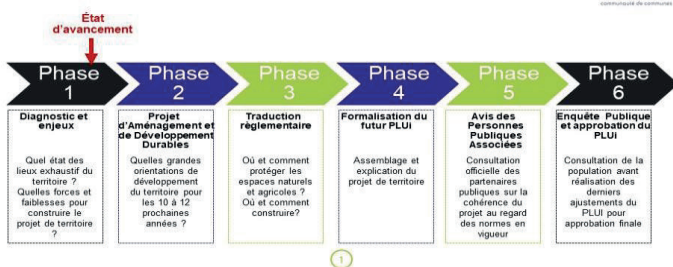 communauté de communes
État
d'avancement
Phase
1
Phase
2
Phase
3
Phase
4
Phase
5
Phase
6
Diagnostic et
enjeux
Quel état des
lieux exhaustif du
territoire ?
Quelles forces et
faiblesses pour
construire le
projet de territoire
?
Projet
d'Aménagement et
de Développement
Durables
Quelles grandes
orientations de
développement
du territoire pour
les 10 à 12
prochaines
années ?
Traduction
règlementaire
Où et comment
protéger les
espaces naturels
et agricoles ?
Où et comment
construire?
Formalisation du
futur PLUi
Assemblage et
explication du
projet de territoire
Avis des
Personnes
Publiques
Associées
Consultation
officielle des
partenaires
publiques sur la
cohérence du
projet au regard
des normes en
vigueur
Enquête Publique
et approbation du
PLUi
Consultation de la
population avant
réalisation des
derniers
ajustements du
PLUI pour
approbation finale
1